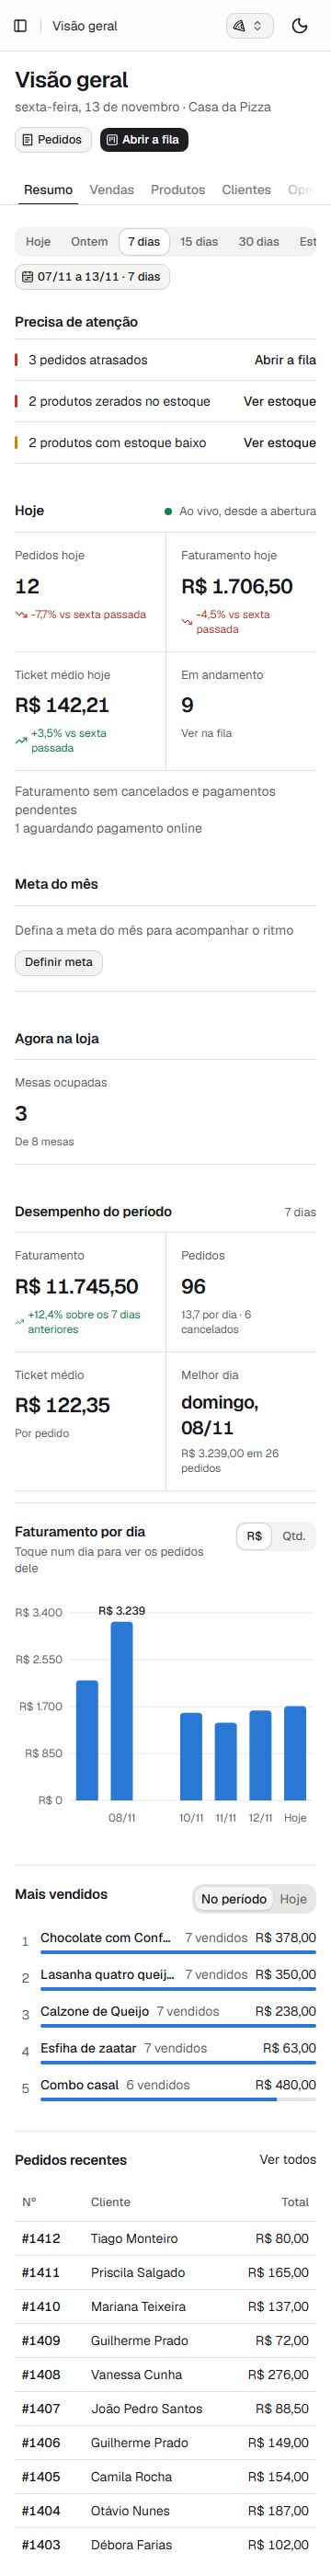 Visão geral
Visão geral
sexta-feira, 13 de novembro · Casa da Pizza
Pedidos
Abrir a fila
Resumo Vendas Produtos Clientes Ope
Hoje Ontem 7 dias 15 dias 30 dias Est
07/11 a 13/11 · 7 dias
Precisa de atenção
3 pedidos atrasados Abrir a fila
2 produtos zerados no estoque Ver estoque
2 produtos com estoque baixo Ver estoque
Hoje Ao vivo, desde a abertura
Pedidos hoje
12
-7,7% vs sexta passada
Faturamento hoje
R$ 1.706,50
-4,5% vs sexta
passada
Ticket médio hoje
R$ 142,21
+3,5% vs sexta
passada
Em andamento
9
Ver na fila
Faturamento sem cancelados e pagamentos
pendentes
1 aguardando pagamento online
Meta do mês
Defina a meta do mês para acompanhar o ritmo
Definir meta
Agora na loja
Mesas ocupadas
3
De 8 mesas
Desempenho do período 7 dias
Faturamento
R$ 11.745,50
+12,4% sobre os 7 dias
anteriores
Pedidos
96
13,7 por dia · 6
cancelados
Ticket médio
R$ 122,35
Por pedido
Melhor dia
domingo,
08/11
R$ 3.239,00 em 26
pedidos
Faturamento por dia
Toque num dia para ver os pedidos
dele
R$ Qtd.
R$ 3.400
R$ 3.239
R$ 2.550
R$ 1.700
R$ 850
R$ 0
08/11 10/11 11/11 12/11 Hoje
Mais vendidos No período Hoje
1 Chocolate com Conf... 7 vendidos R$ 378,00
2 Lasanha quatro queij... 7 vendidos R$ 350,00
3 Calzone de Queijo 7 vendidos R$ 238,00
4 Esfiha de zaatar 7 vendidos R$ 63,00
5 Combo casal 6 vendidos R$ 480,00
Pedidos recentes Ver todos
Nº Cliente Total
#1412 Tiago Monteiro R$ 80,00
#1411 Priscila Salgado R$ 165,00
#1410 Mariana Teixeira R$ 137,00
#1409 Guilherme Prado R$ 72,00
#1408 Vanessa Cunha R$ 276,00
#1407 João Pedro Santos R$ 88,50
#1406 Guilherme Prado R$ 149,00
#1405 Camila Rocha R$ 154,00
#1404 Otávio Nunes R$ 187,00
#1403 Débora Farias R$ 102,00